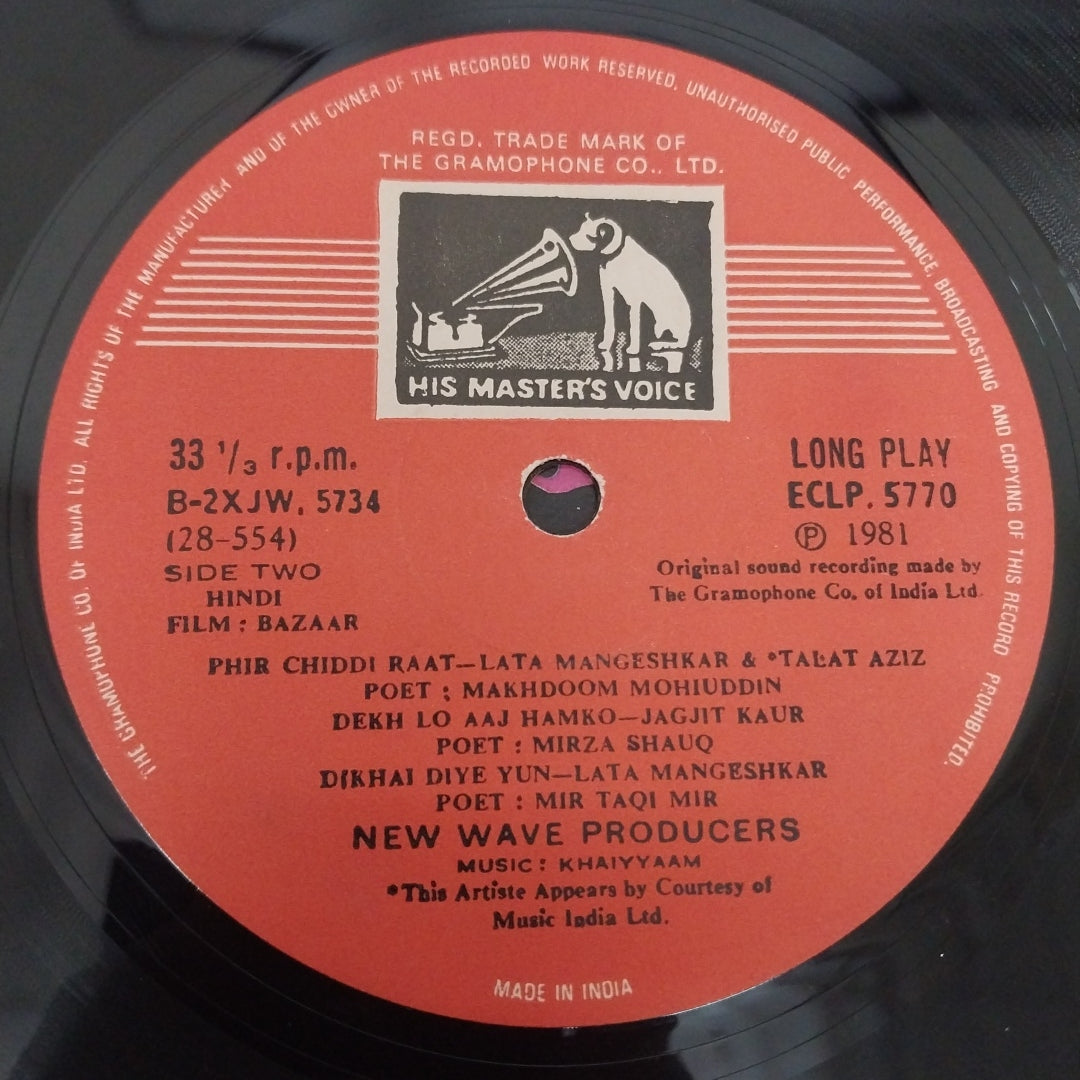 THE GRAMOPHONE CO. OF INDIA LTD. ALL RIGHTS OF THE MANUFACTURER AND OF THE OWNER OF THE RECORDED WORK RESERVED, UNAUTHORISED PUBLIC PERFORMANCE, BROADCASTING AND COPYING OF THIS RECORD PROHIBITED.
REGD. TRADE MARK OF
THE GRAMOPHONE CO., LTD.
HIS MASTER'S VOICE
33 1/3 r.p.m.
B-2XJW. 5734
(28-554)
SIDE TWO
HINDI
FILM : BAZAAR
LONG PLAY
ECLP. 5770
Ⓟ 1981
Original sound recording made by
The Gramophone Co. of India Ltd.
PHIR CHIDDI RAAT—LATA MANGESHKAR & *TALAT AZIZ
POET : MAKHDOOM MOHIUDDIN
DEKH LO AAJ HAMKO—JAGJIT KAUR
POET : MIRZA SHAUQ
DIKHAI DIYE YUN—LATA MANGESHKAR
POET : MIR TAQI MIR
NEW WAVE PRODUCERS
MUSIC : KHAIYYAAM
*This Artiste Appears by Courtesy of
Music India Ltd.
MADE IN INDIA